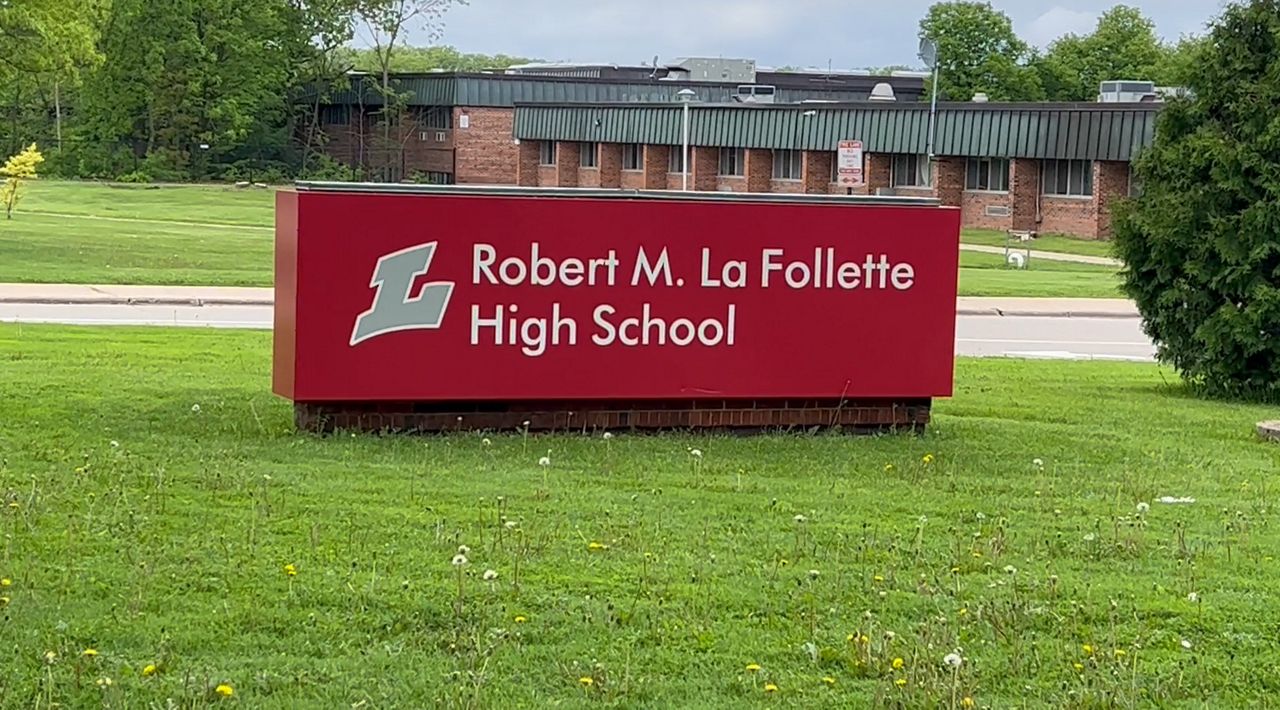 L
Robert M. La Follette
High School